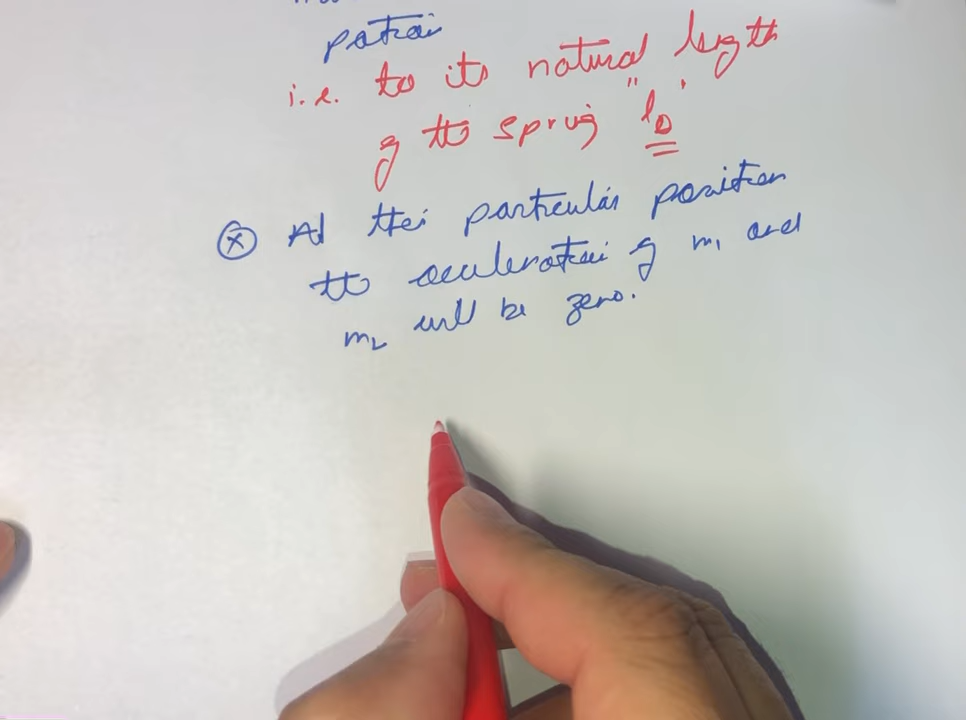 position
i.e. to its natural length
of the spring "l0"
At this particular position
the acceleration of m1 and
m2 will be zero.